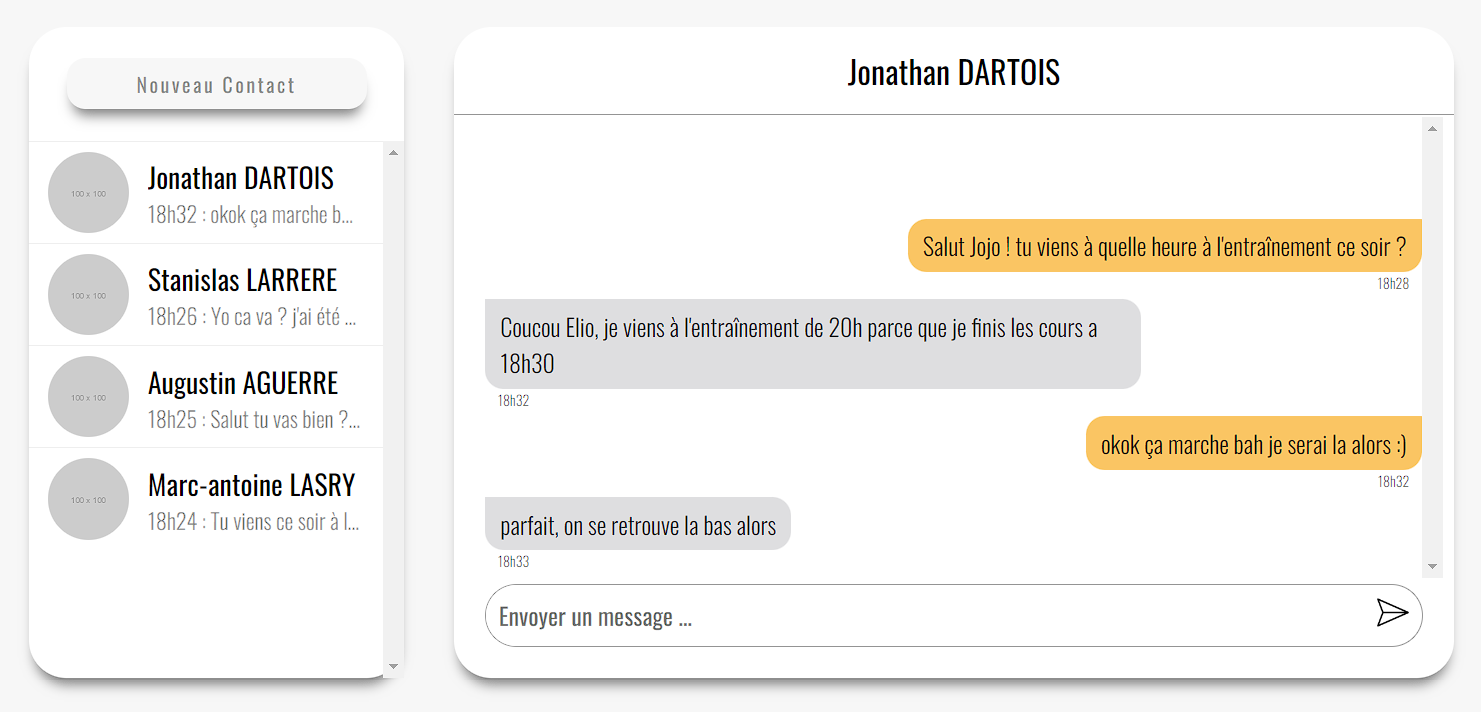 Nouveau Contact
100 x 100
Jonathan DARTOIS
18h32 : okok ça marche b...
100 x 100
Stanislas LARRERE
18h26 : Yo ca va ? j'ai été ...
100 x 100
Augustin AGUERRE
18h25 : Salut tu vas bien ?...
100 x 100
Marc-antoine LASRY
18h24 : Tu viens ce soir à l...
Jonathan DARTOIS
Salut Jojo ! tu viens à quelle heure à l'entraînement ce soir ?
18h28
Coucou Elio, je viens à l'entraînement de 20h parce que je finis les cours a
18h30
18h32
okok ça marche bah je serai la alors :)
18h32
parfait, on se retrouve la bas alors
18h33
Envoyer un message ...